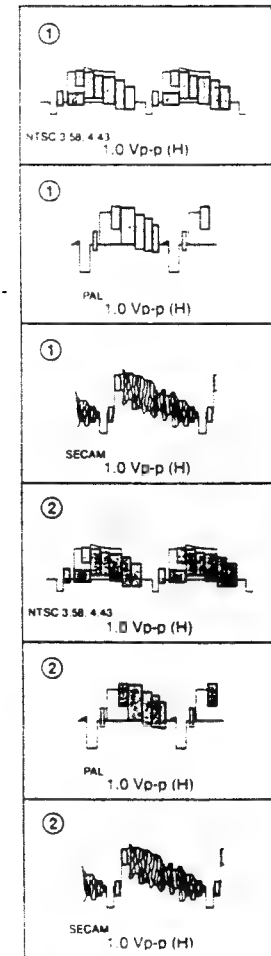 ①
NTSC 3.58, 4.43
1.0 Vp-p (H)
①
PAL
1.0 Vp-p (H)
①
SECAM
1.0 Vp-p (H)
②
NTSC 3.58, 4.43
1.0 Vp-p (H)
②
PAL
1.0 Vp-p (H)
②
SECAM
1.0 Vp-p (H)